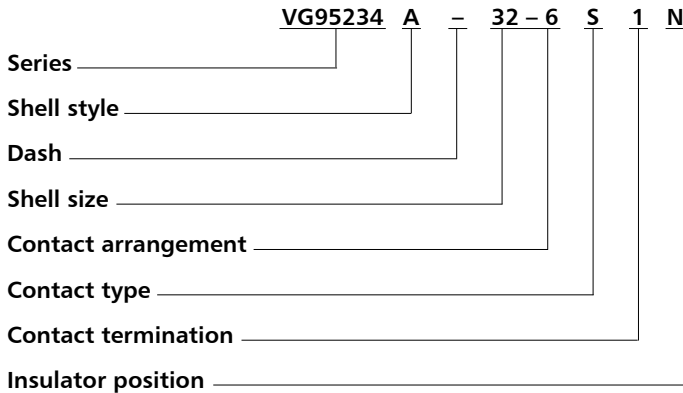 VG95234 A – 32 – 6 S 1 N
Series
Shell style
Dash
Shell size
Contact arrangement
Contact type
Contact termination
Insulator position